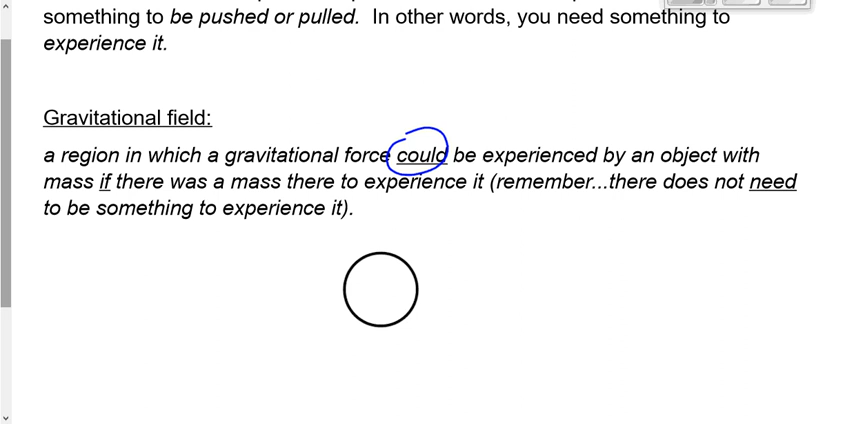 something to be pushed or pulled.  In other words, you need something to
experience it.
Gravitational field:
a region in which a gravitational force could be experienced by an object with
mass if there was a mass there to experience it (remember...there does not need
to be something to experience it).